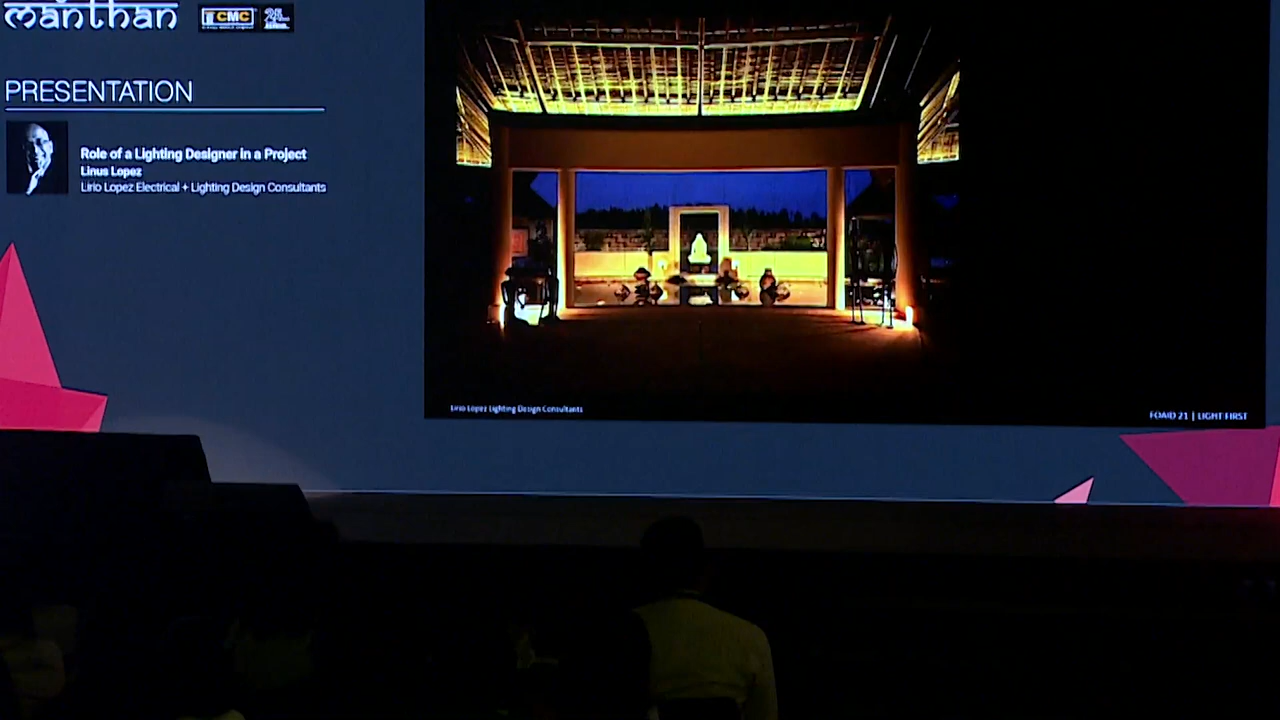 manthan
CMC
PRESENTATION
Role of a Lighting Designer in a Project
Linus Lopez
Lirio Lopez Electrical + Lighting Design Consultants
Lirio Lopez Lighting Design Consultants
FOAID 21 | LIGHT FIRST